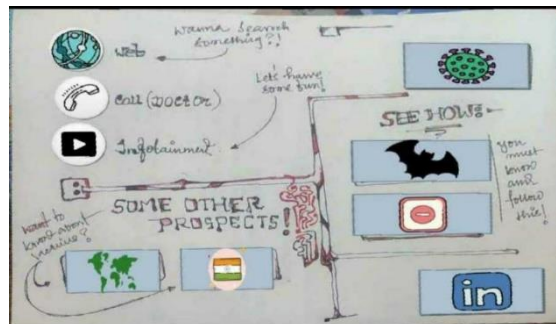 wanna search
something?!
web
Call (Doctor)
Let's have
some fun!
Infotainment
SEE HOW?
you
must
know
and
follow
this!
SOME OTHER
PROSPECTS!
want to
know about
in